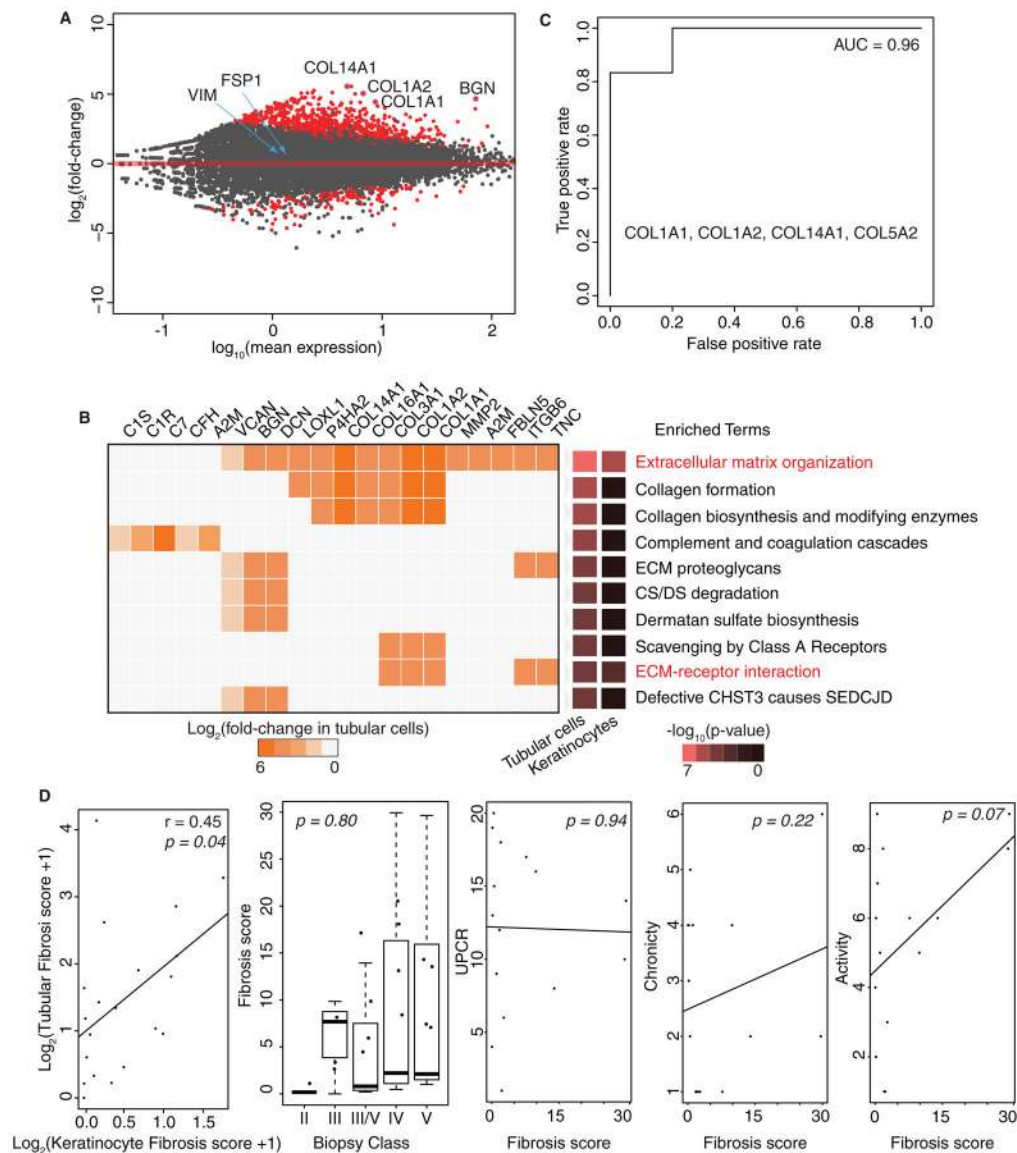 A
log2(fold-change)
10
5
0
−5
−10
FSP1
VIM
COL14A1
COL1A2
COL1A1
BGN
-1
0
1
2
log10(mean expression)
C
True positive rate
1.0
0.8
0.6
0.4
0.2
0.0
AUC = 0.96
COL1A1, COL1A2, COL14A1, COL5A2
0.0
0.2
0.4
0.6
0.8
1.0
False positive rate
B
C1S
C1R
C7
CFH
A2M
VCAN
BGN
DCN
LOXL1
P4HA2
COL14A1
COL16A1
COL3A1
COL1A2
COL1A1
MMP2
A2M
FBLN5
ITGB6
TNC
Enriched Terms
Extracellular matrix organization
Collagen formation
Collagen biosynthesis and modifying enzymes
Complement and coagulation cascades
ECM proteoglycans
CS/DS degradation
Dermatan sulfate biosynthesis
Scavenging by Class A Receptors
ECM-receptor interaction
Defective CHST3 causes SEDCJD
Log2(fold-change in tubular cells)
6
0
Tubular cells
Keratinocytes
-log10(p-value)
7
0
D
Log2(Tubular Fibrosi score +1)
4
3
2
1
0
r = 0.45
p = 0.04
0.0
0.5
1.0
1.5
Log2(Keratinocyte Fibrosis score +1)
Fibrosis score
30
25
20
15
10
5
0
p = 0.80
II
III
III/V
IV
V
Biopsy Class
UPCR
20
15
10
5
p = 0.94
0
15
30
Fibrosis score
Chronicty
6
5
4
3
2
1
p = 0.22
0
15
30
Fibrosis score
Activity
8
6
4
2
p = 0.07
0
15
30
Fibrosis score